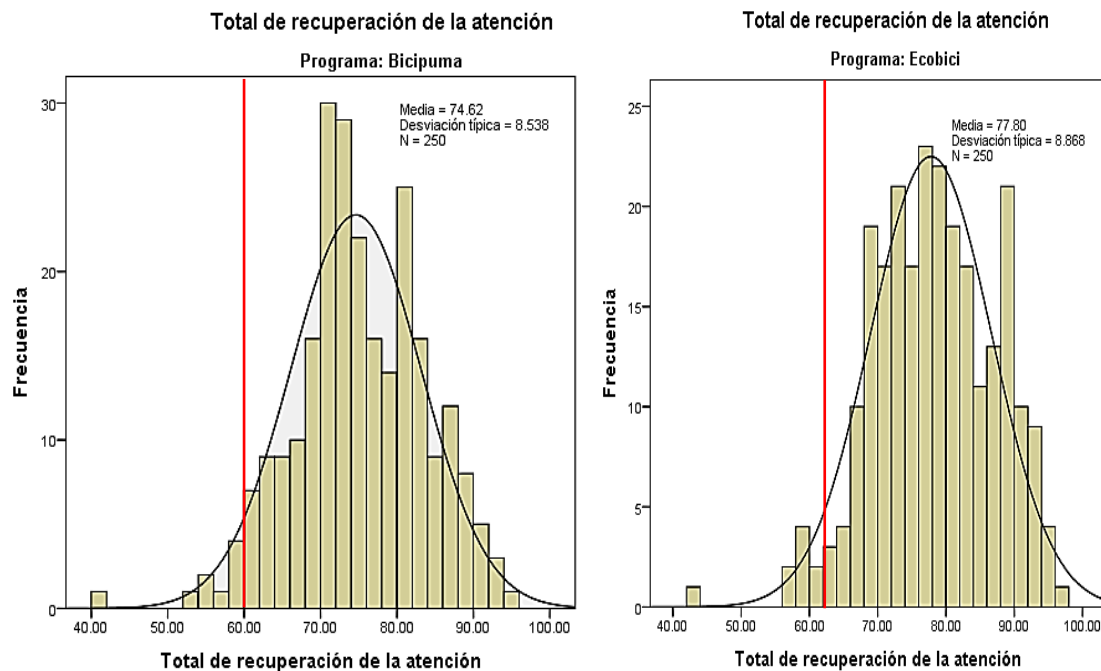 Total de recuperación de la atención
Programa: Bicipuma
Media = 74.62
Desviación típica = 8.538
N = 250
Frecuencia
30
20
10
0
40.00 50.00 60.00 70.00 80.00 90.00 100.00
Total de recuperación de la atención
Total de recuperación de la atención
Programa: Ecobici
Media = 77.80
Desviación típica = 8.868
N = 250
Frecuencia
25
20
15
10
5
0
40.00 50.00 60.00 70.00 80.00 90.00 100.00
Total de recuperación de la atención